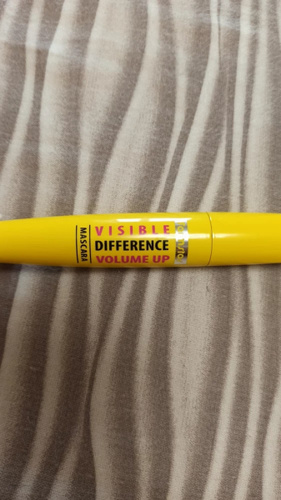 MASCARA
VISIBLE
DIFFERENCE
VOLUME UP